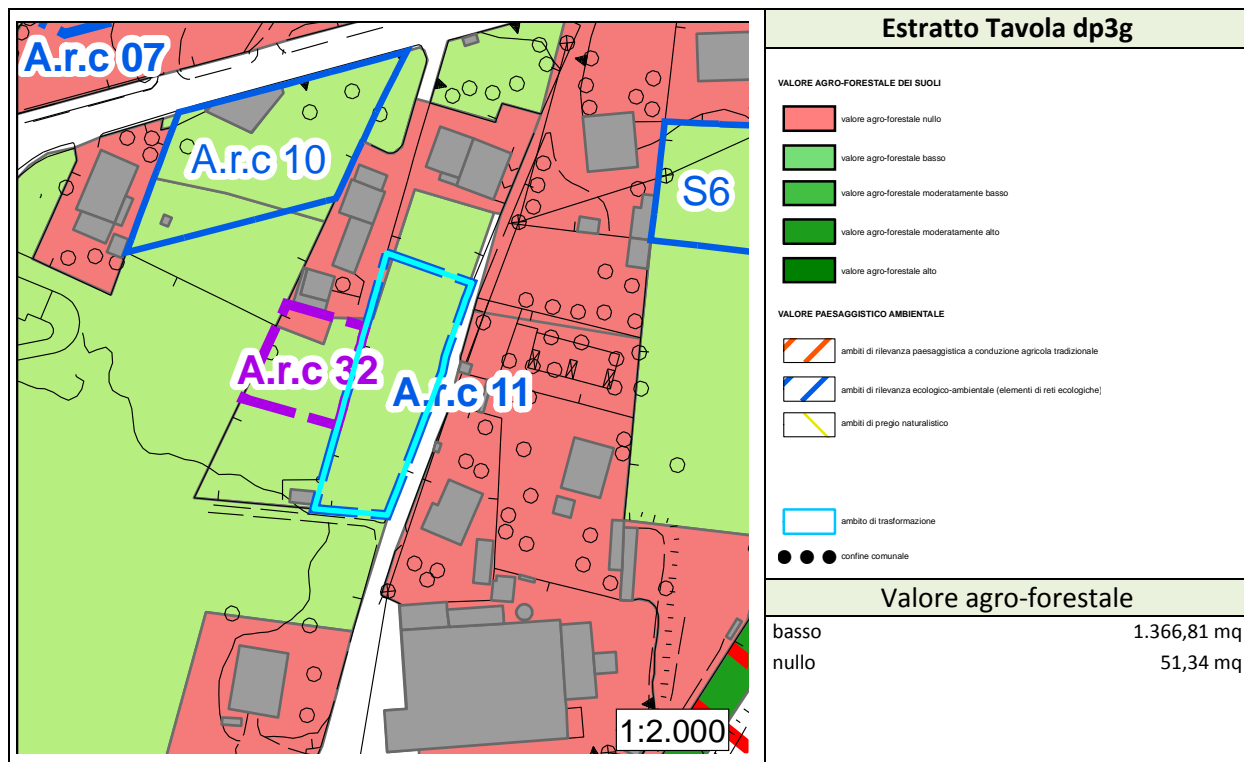 A.r.c 07
A.r.c 10
S6
A.r.c 32
A.r.c 11
1:2.000
Estratto Tavola dp3g
VALORE AGRO-FORESTALE DEI SUOLI
valore agro-forestale nullo
valore agro-forestale basso
valore agro-forestale moderatamente basso
valore agro-forestale moderatamente alto
valore agro-forestale alto
VALORE PAESAGGISTICO AMBIENTALE
ambiti di rilevanza paesaggistica a conduzione agricola tradizionale
ambiti di rilevanza ecologico-ambientale (elementi di reti ecologiche)
ambiti di pregio naturalistico
ambito di trasformazione
confine comunale
Valore agro-forestale
basso 1.366,81 mq
nullo 51,34 mq